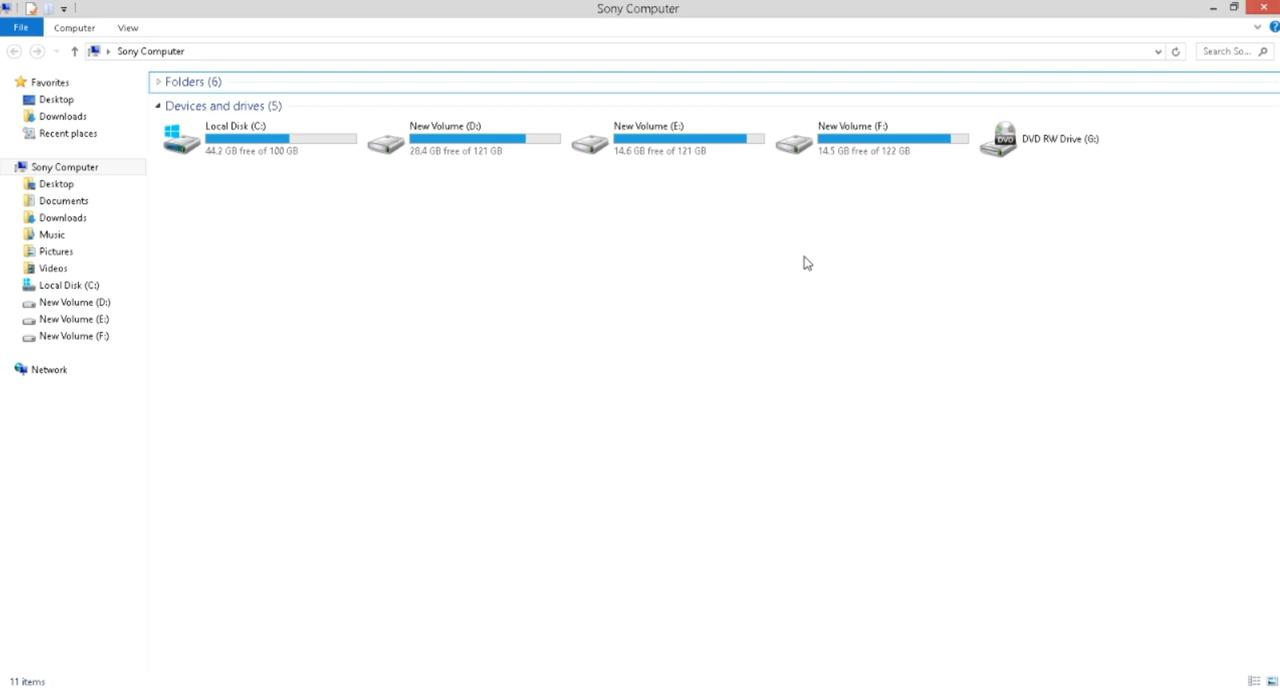 Sony Computer
File Computer View
Sony Computer Search So...
Favorites
Desktop
Downloads
Recent places
Sony Computer
Desktop
Documents
Downloads
Music
Pictures
Videos
Local Disk (C:)
New Volume (D:)
New Volume (E:)
New Volume (F:)
Network
Folders (6)
Devices and drives (5)
Local Disk (C:)
44.2 GB free of 100 GB
New Volume (D:)
28.4 GB free of 121 GB
New Volume (E:)
14.6 GB free of 121 GB
New Volume (F:)
14.5 GB free of 122 GB
DVD
DVD RW Drive (G:)
11 items